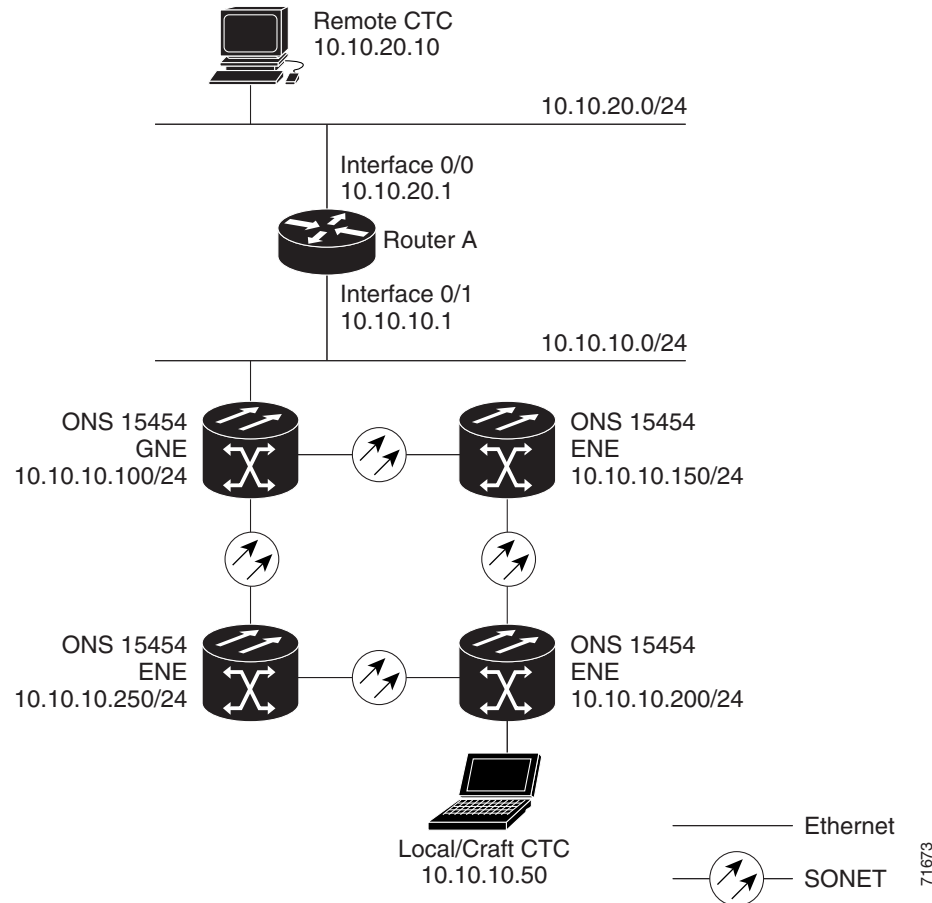 Remote CTC
10.10.20.10
10.10.20.0/24
Interface 0/0
10.10.20.1
Router A
Interface 0/1
10.10.10.1
10.10.10.0/24
ONS 15454
GNE
10.10.10.100/24
ONS 15454
ENE
10.10.10.150/24
ONS 15454
ENE
10.10.10.250/24
ONS 15454
ENE
10.10.10.200/24
Local/Craft CTC
10.10.10.50
Ethernet
SONET
71673